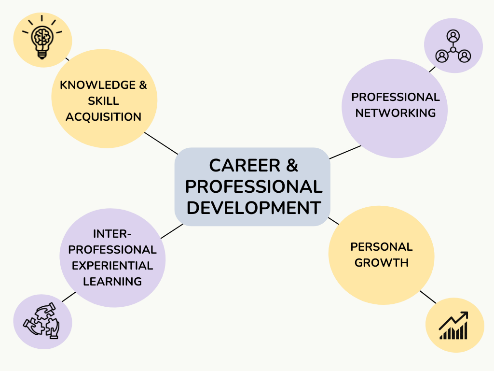 KNOWLEDGE &
SKILL
ACQUISITION
PROFESSIONAL
NETWORKING
CAREER &
PROFESSIONAL
DEVELOPMENT
INTER-
PROFESSIONAL
EXPERIENTIAL
LEARNING
PERSONAL
GROWTH